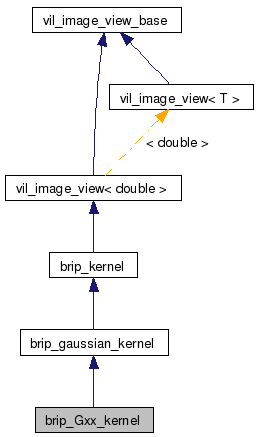 vil_image_view_base
vil_image_view< T >
< double >
vil_image_view< double >
brip_kernel
brip_gaussian_kernel
brip_Gxx_kernel